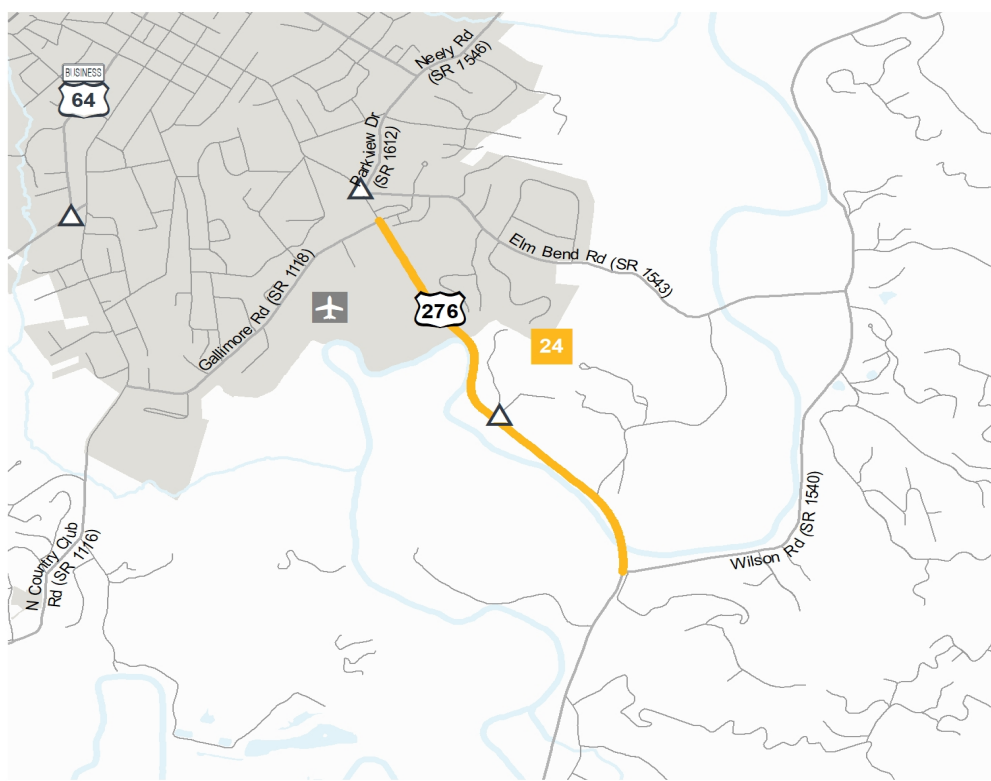 Neely Rd
(SR 1546)
BUSINESS
64
Parkview Dr
(SR 1612)
Elm Bend Rd (SR 1543)
Gallimore Rd (SR 1118)
276
24
Wilson Rd (SR 1540)
N Country Club
Rd (SR 1116)